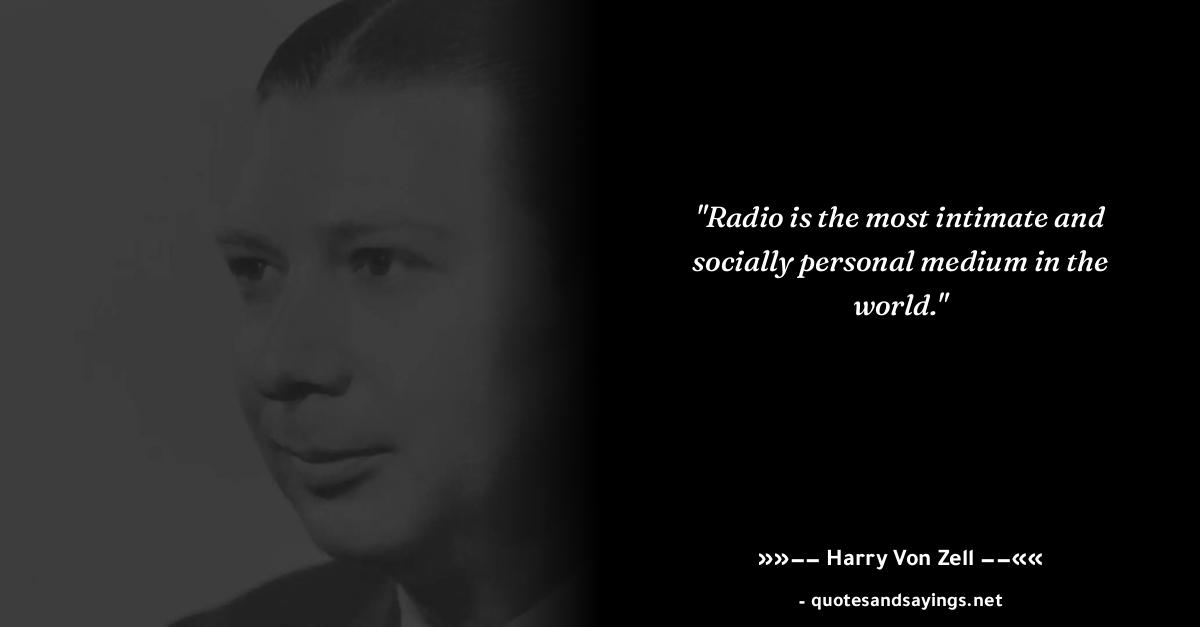 "Radio is the most intimate and
socially personal medium in the
world."
»»−− Harry Von Zell −−««
- quotesandsayings.net